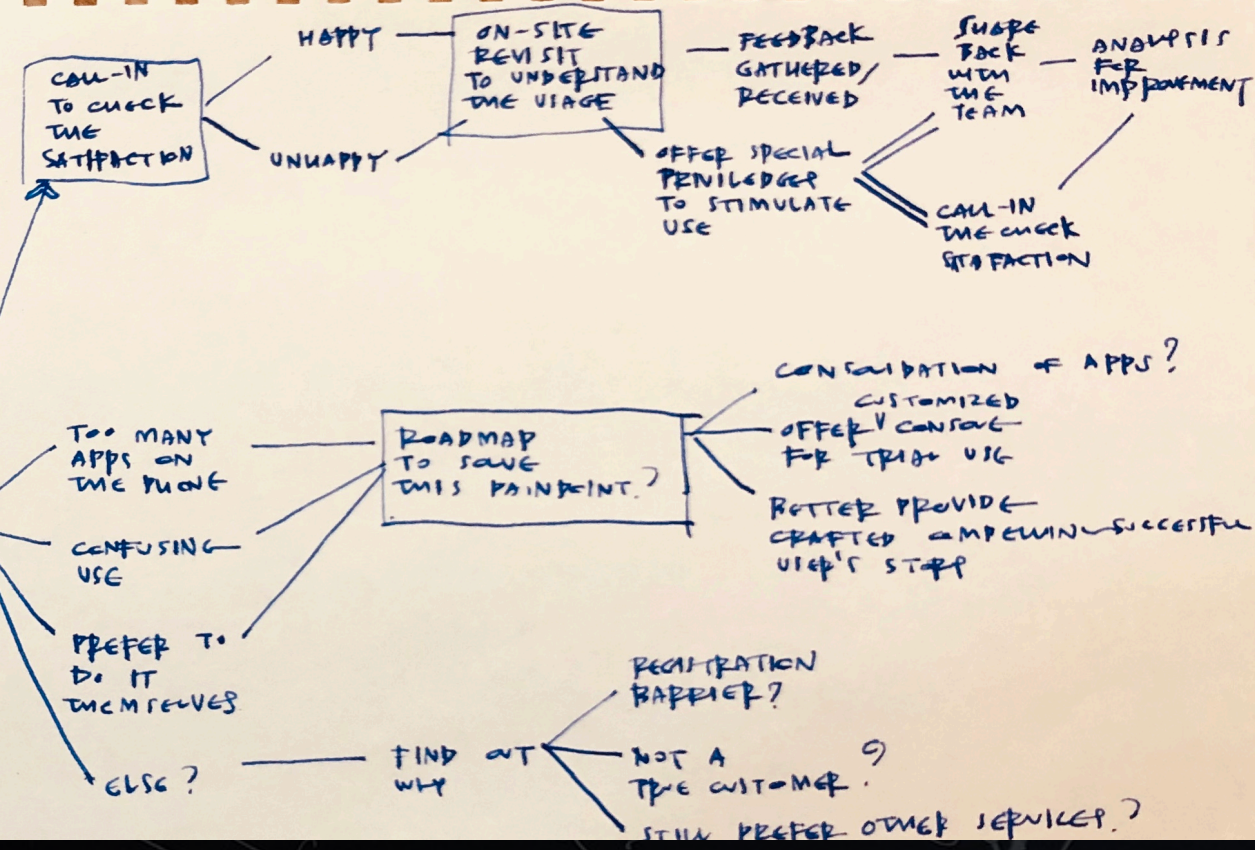 CALL-IN
TO CHECK
THE
SATIFACTION
HAPPY
UNHAPPY
ON-SITE
REVISIT
TO UNDERSTAND
THE USAGE
FEEDBACK
GATHERED/
RECEIVED
SHARE
BACK
WITH
THE
TEAM
ANALYSIS
FOR
IMPROVEMENT
OFFER SPECIAL
PRIVILEDGES
TO STIMULATE
USE
CALL-IN
THE CHECK
SATAFACTION
TOO MANY
APPS ON
THE PHONE
CONFUSING
USE
PREFER TO
DO IT
THEMSELVES
ELSE?
ROADMAP
TO SOLVE
THIS PAINPOINT?
CONSOLIDATION OF APPS?
CUSTOMIZED
OFFER CONSOLE
FOR TRIAL USE
BETTER PROVIDE
CRAFTED COMPELLING SUCCESSFUL
USER'S STORY
FIND OUT
WHY
REGISTRATION
BARRIER?
NOT A
TRUE CUSTOMER?
STILL PREFER OTHER SERVICES?